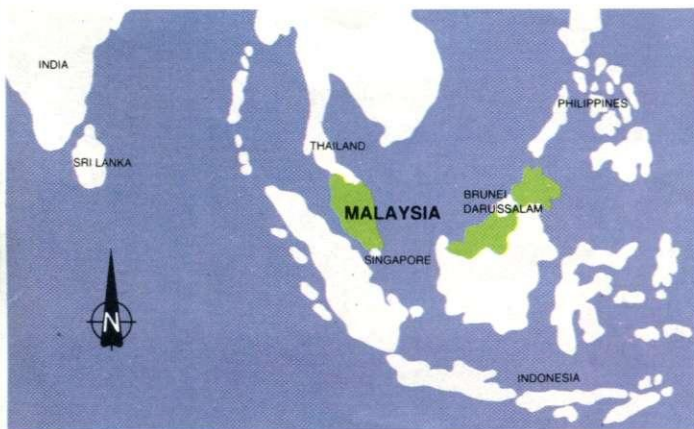 INDIA
PHILIPPINES
THAILAND
SRI LANKA
BRUNEI
DARUSSALAM
MALAYSIA
SINGAPORE
N
INDONESIA